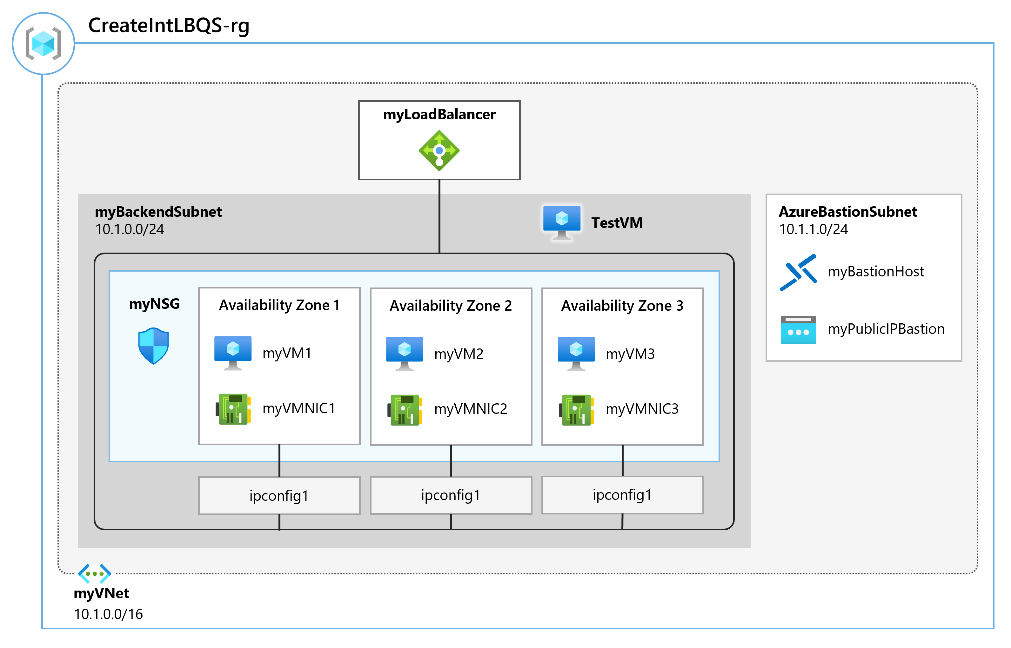 CreateIntLBQS-rg
myLoadBalancer
myBackendSubnet
10.1.0.0/24
TestVM
AzureBastionSubnet
10.1.1.0/24
myBastionHost
myPublicIPBastion
myNSG
Availability Zone 1
myVM1
myVMNIC1
Availability Zone 2
myVM2
myVMNIC2
Availability Zone 3
myVM3
myVMNIC3
ipconfig1
ipconfig1
ipconfig1
myVNet
10.1.0.0/16